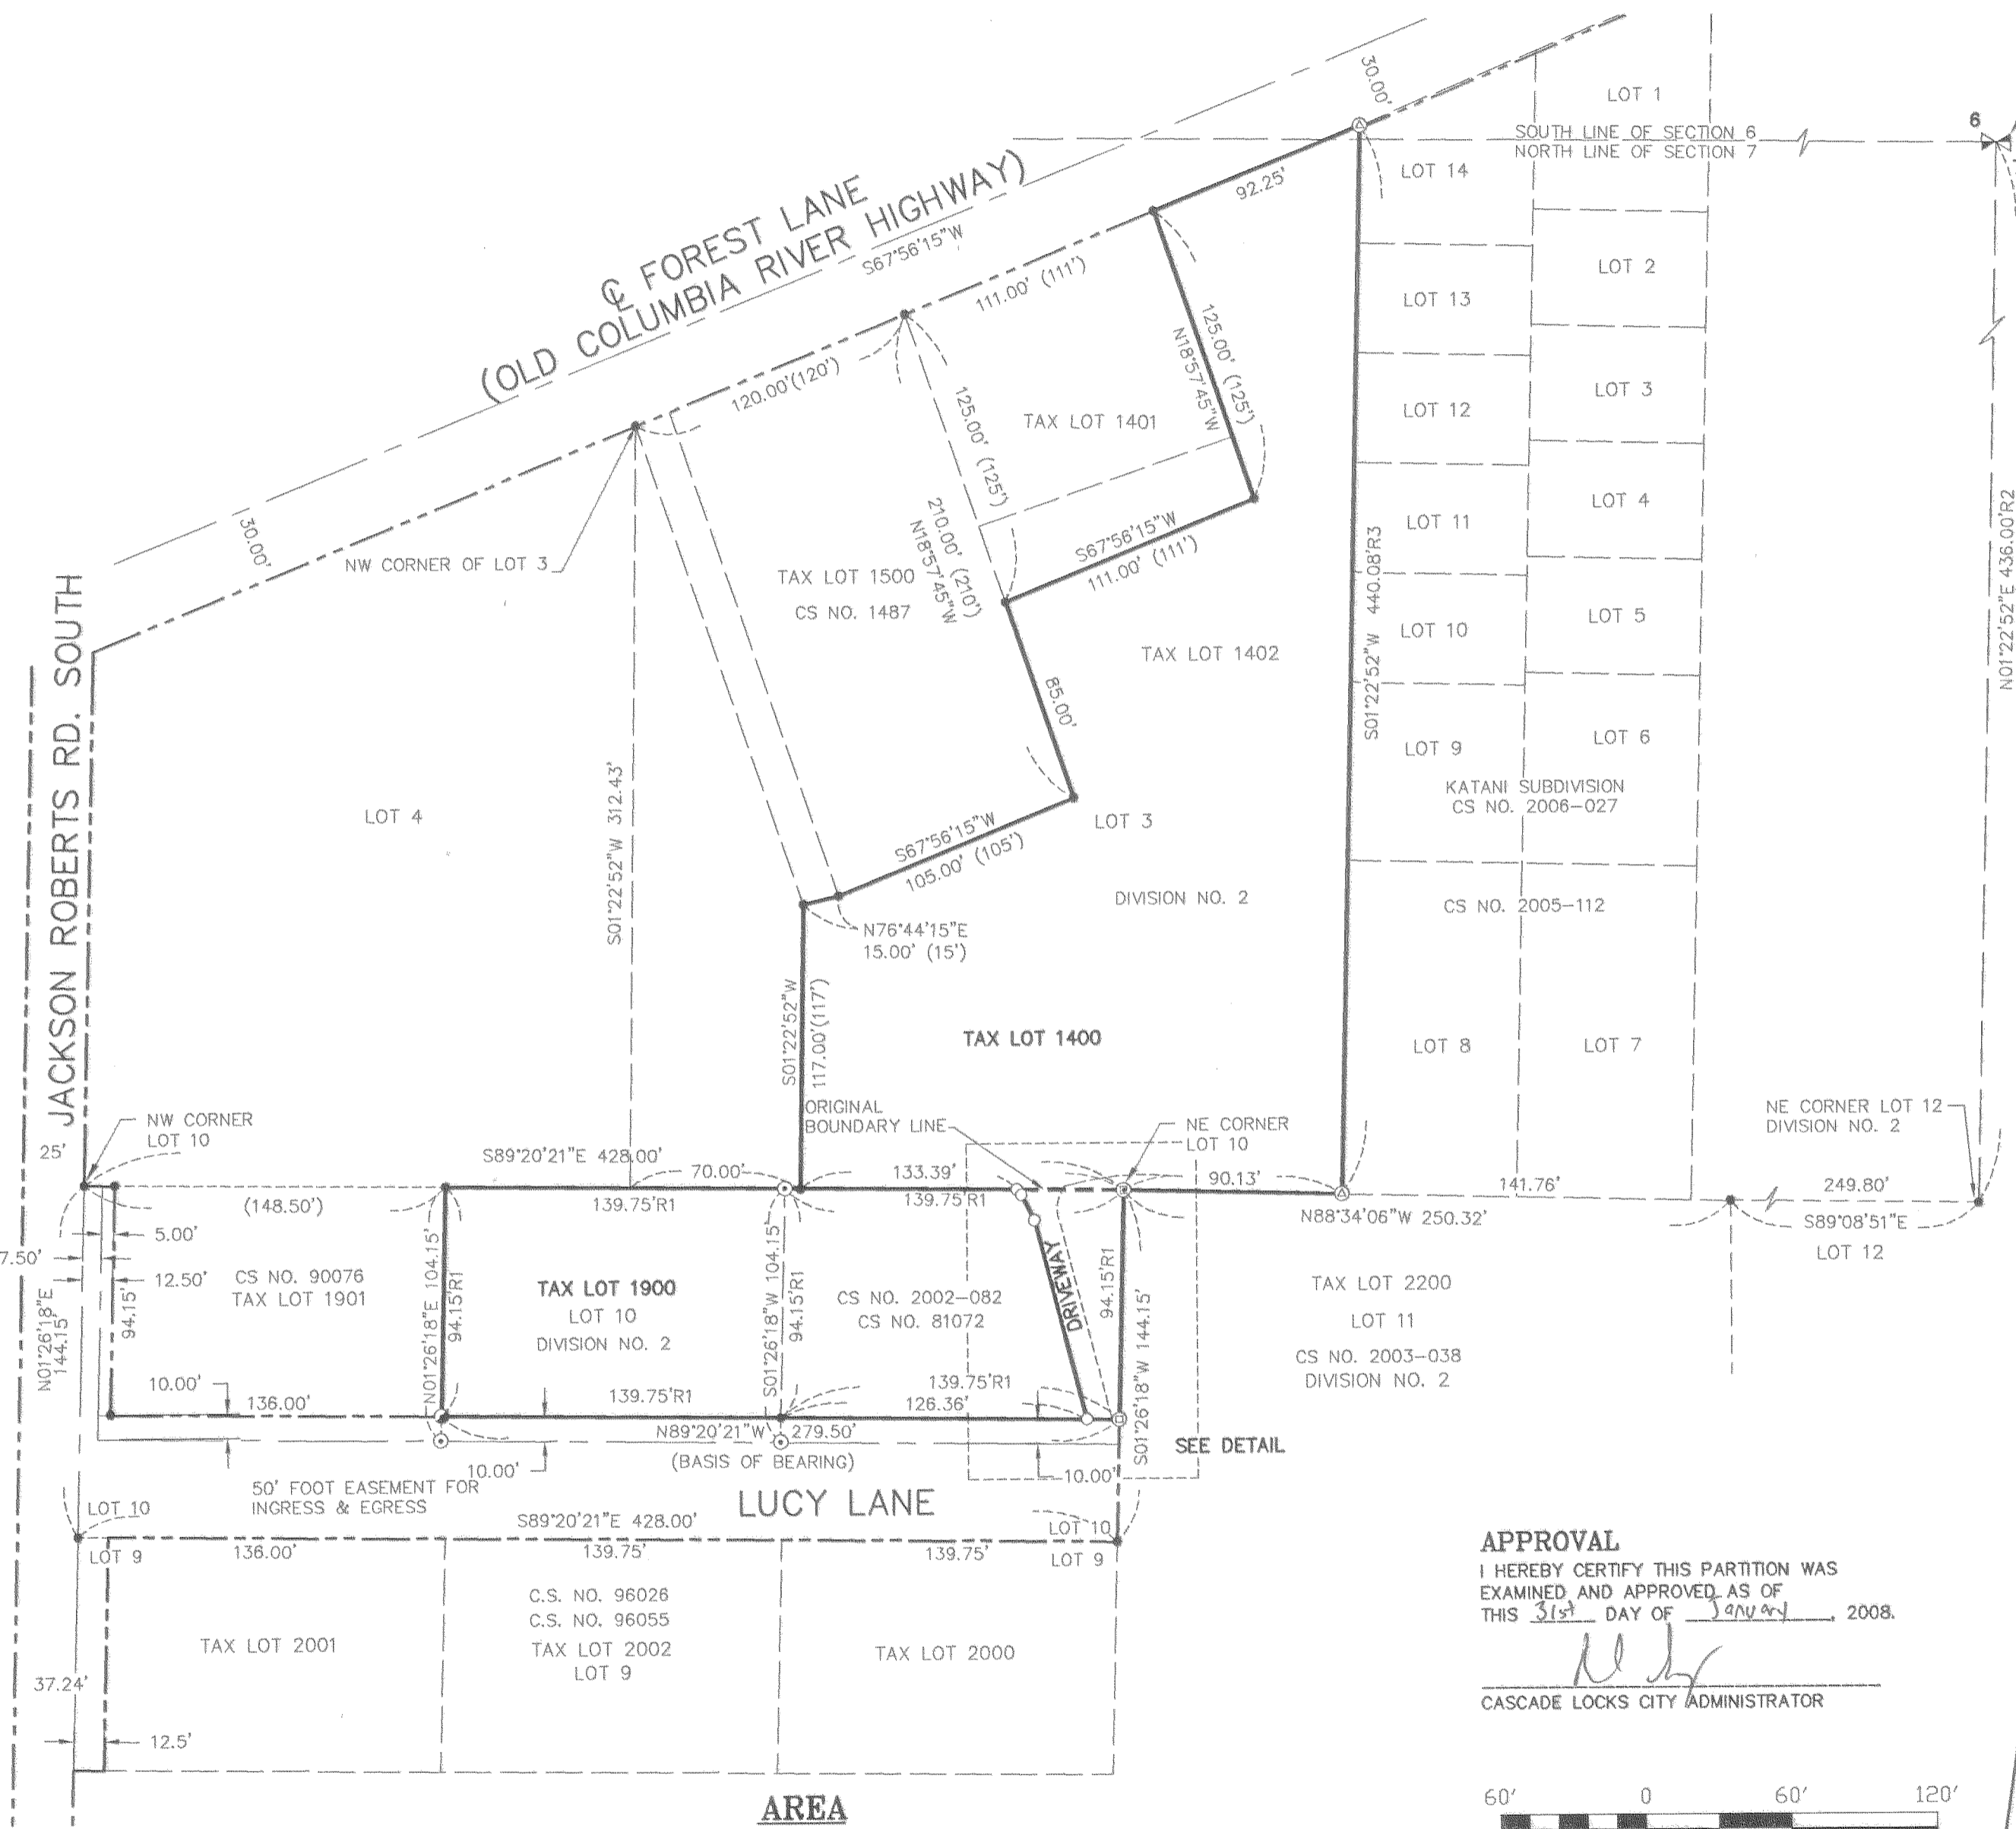 30.00'
LOT 1
6
SOUTH LINE OF SECTION 6
NORTH LINE OF SECTION 7
LOT 14
℄ FOREST LANE
(OLD COLUMBIA RIVER HIGHWAY)
S67°56'15"W
92.25'
111.00' (111')
LOT 2
LOT 13
120.00'(120')
125.00' (125')
N18°57'45"W
125.00' (125')
TAX LOT 1401
LOT 3
LOT 12
LOT 4
LOT 11
30.00'
NW CORNER OF LOT 3
TAX LOT 1500
CS NO. 1487
210.00' (210')
N18°57'45"W
S67°56'15"W
111.00' (111')
S01°22'52"W 440.08'R3
N01°22'52"E 436.00'R2
LOT 5
LOT 10
TAX LOT 1402
85.00'
LOT 6
LOT 9
KATANI SUBDIVISION
CS NO. 2006-027
JACKSON ROBERTS RD. SOUTH
LOT 4
S01°22'52"W 312.43'
LOT 3
S67°56'15"W
105.00' (105')
DIVISION NO. 2
CS NO. 2005-112
N76°44'15"E
15.00' (15')
S01°22'52"W
117.00'(117')
TAX LOT 1400
LOT 8
LOT 7
ORIGINAL
BOUNDARY LINE
NE CORNER
LOT 10
NE CORNER LOT 12
DIVISION NO. 2
NW CORNER
LOT 10
25'
S89°20'21"E 428.00'
70.00'
133.39'
90.13'
141.76'
249.80'
(148.50')
139.75'R1
139.75'R1
N88°34'06"W 250.32'
S89°08'51"E
LOT 12
5.00'
7.50'
12.50'
N01°26'18"E
144.15'
94.15'
CS NO. 90076
TAX LOT 1901
N01°26'18"E 104.15'
94.15'R1
TAX LOT 1900
LOT 10
DIVISION NO. 2
S01°26'18"W 104.15'
94.15'R1
CS NO. 2002-082
CS NO. 81072
DRIVEWAY
94.15'R1
S01°26'18"W 144.15'
TAX LOT 2200
LOT 11
CS NO. 2003-038
DIVISION NO. 2
10.00'
136.00'
139.75'R1
139.75'R1
126.36'
N89°20'21"W 279.50'
(BASIS OF BEARING)
10.00'
10.00'
SEE DETAIL
50' FOOT EASEMENT FOR
INGRESS & EGRESS
LUCY LANE
LOT 10
LOT 9
S89°20'21"E 428.00'
136.00'
139.75'
139.75'
LOT 10
LOT 9
C.S. NO. 96026
C.S. NO. 96055
TAX LOT 2002
LOT 9
TAX LOT 2001
TAX LOT 2000
37.24'
12.5'
APPROVAL
I HEREBY CERTIFY THIS PARTITION WAS
EXAMINED AND APPROVED AS OF
THIS 31st DAY OF January, 2008.
CASCADE LOCKS CITY ADMINISTRATOR
AREA
60' 0 60' 120'